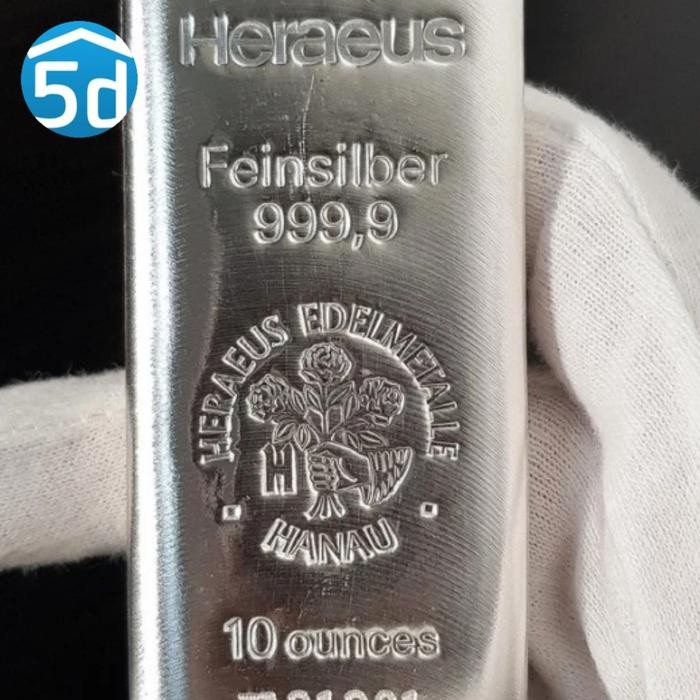 5d
Heraeus
Feinsilber
999,9
HERAEUS EDELMETALLE
H
HANAU
10 ounces